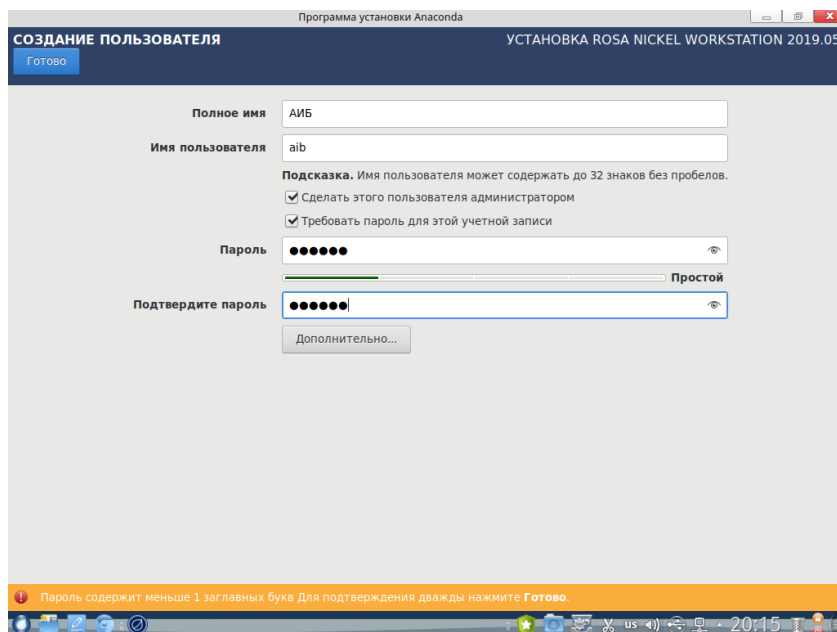 Программа установки Anaconda
СОЗДАНИЕ ПОЛЬЗОВАТЕЛЯ
УСТАНОВКА ROSA NICKEL WORKSTATION 2019.05
Готово
Полное имя
АИБ
Имя пользователя
aib
Подсказка. Имя пользователя может содержать до 32 знаков без пробелов.
Сделать этого пользователя администратором
Требовать пароль для этой учетной записи
Пароль
●●●●●●
Простой
Подтвердите пароль
●●●●●●
Дополнительно...
Пароль содержит меньше 1 заглавных букв Для подтверждения дважды нажмите Готово.
us
20:15